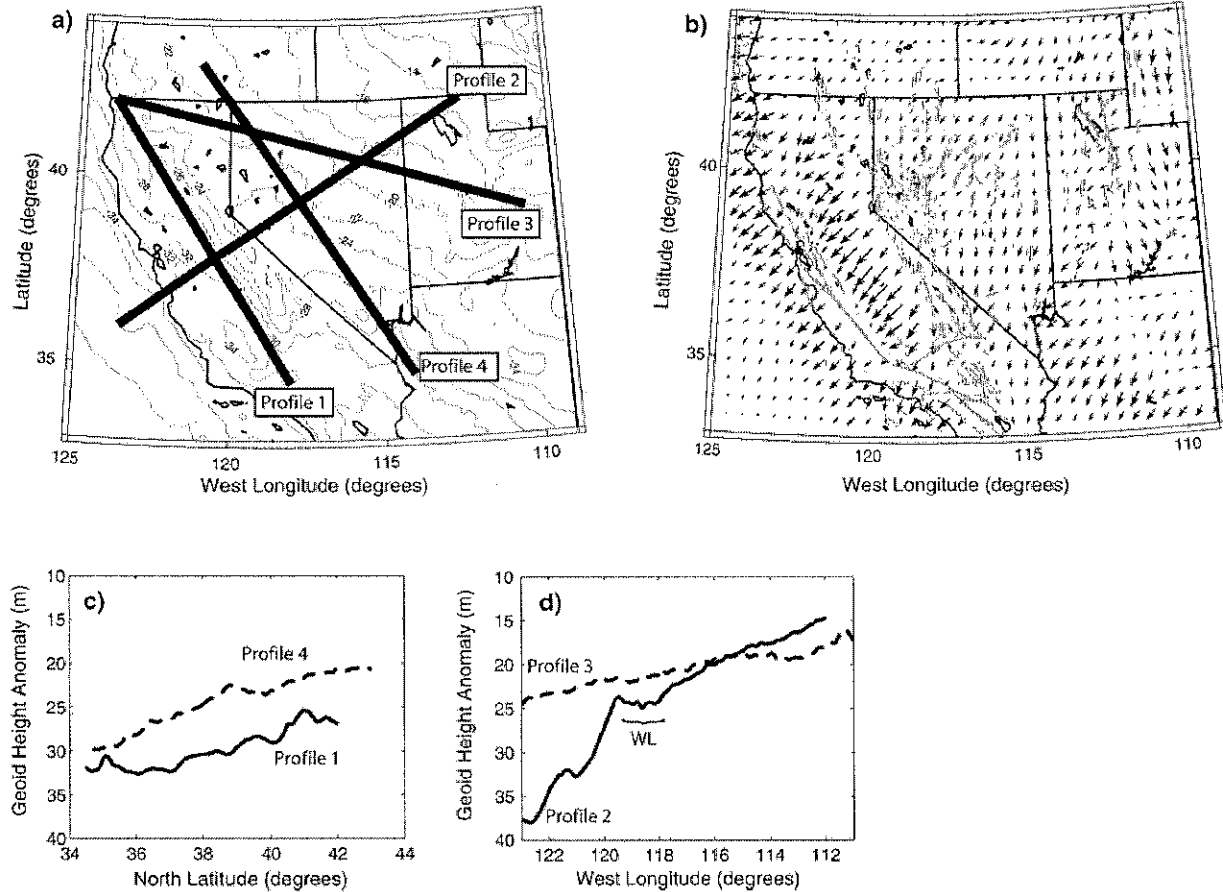 a)
Profile 2
Profile 3
Profile 4
Profile 1
40
35
Latitude (degrees)
125
120
115
110
West Longitude (degrees)
b)
40
35
Latitude (degrees)
125
120
115
110
West Longitude (degrees)
c)
Profile 4
Profile 1
10
15
20
25
30
35
40
Geoid Height Anomaly (m)
34
36
38
40
42
44
North Latitude (degrees)
d)
Profile 3
WL
Profile 2
10
15
20
25
30
35
40
Geoid Height Anomaly (m)
122
120
118
116
114
112
West Longitude (degrees)